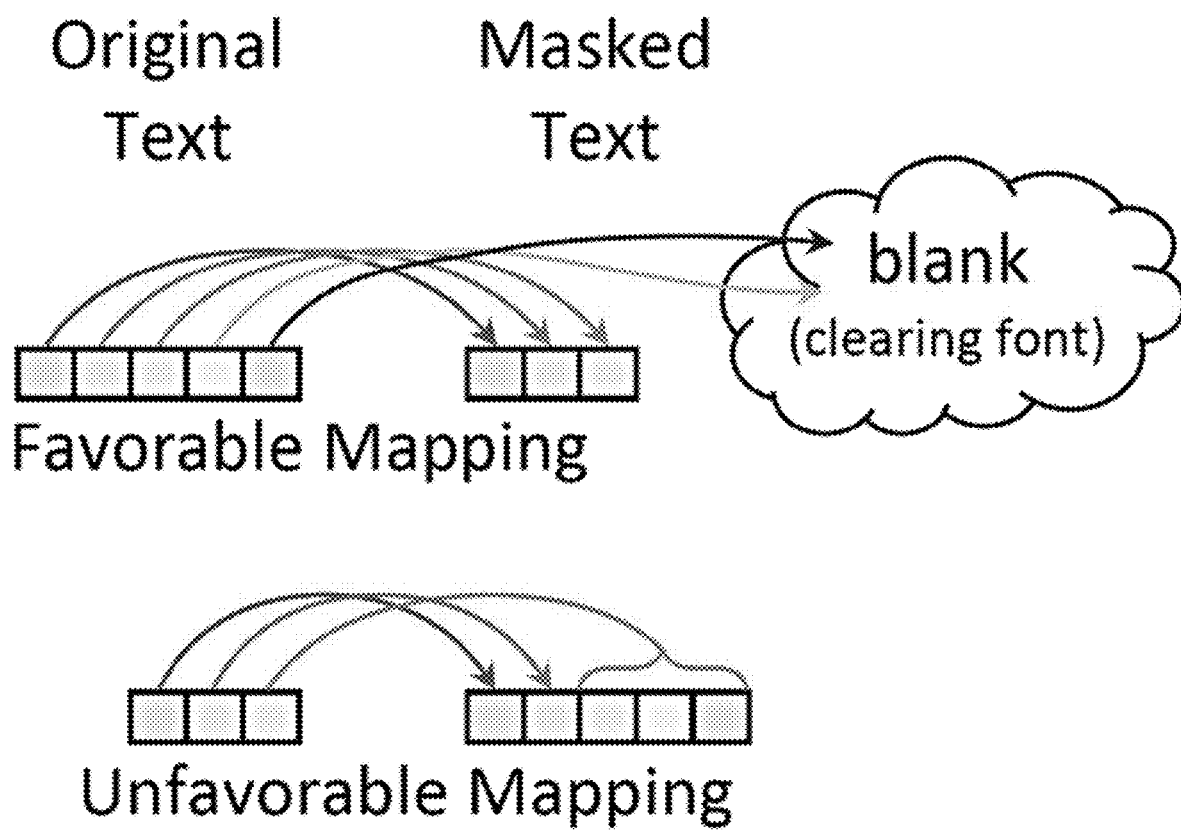 Original
Text
Masked
Text
blank
(clearing font)
Favorable Mapping
Unfavorable Mapping